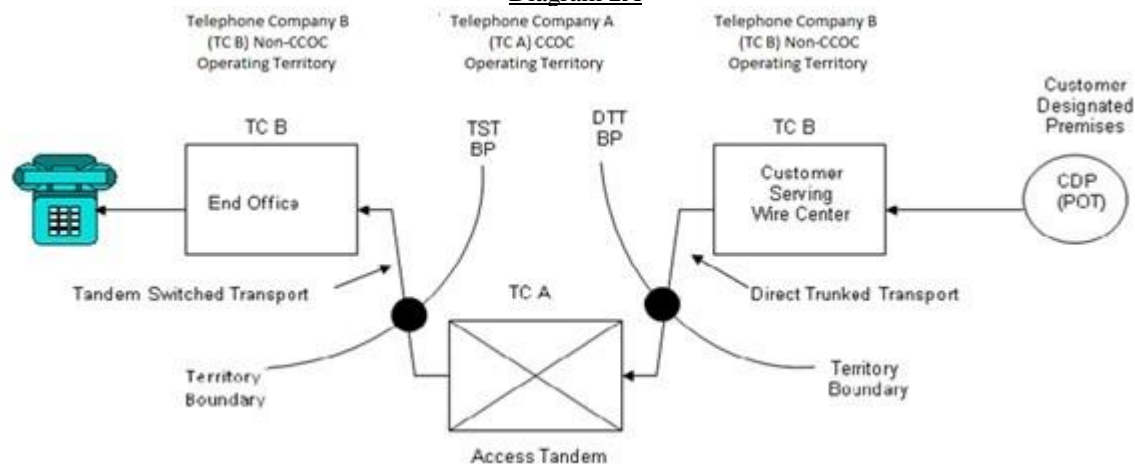 Telephone Company B
(TC B) Non-CCOC
Operating Territory
Telephone Company A
(TC A) CCOC
Operating Territory
Telephone Company B
(TC B) Non-CCOC
Operating Territory
Customer
Designated
Premises
TC B
TST
BP
DTT
BP
TC B
End Office
Customer
Serving
Wire Center
CDP
(POT)
Tandem Switched Transport
TC A
Direct Trunked Transport
Territory
Boundary
Territory
Boundary
Access Tandem